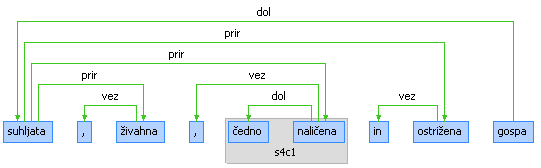 dol
prir
prir
prir vez
vez dol vez
suhljata , živahna , čedno naličena in ostrižena gospa
s4c1